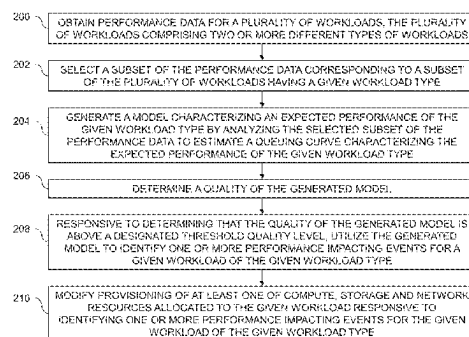 200
OBTAIN PERFORMANCE DATA FOR A PLURALITY OF WORKLOADS, THE PLURALITY
OF WORKLOADS COMPRISING TWO OR MORE DIFFERENT TYPES OF WORKLOADS
202
SELECT A SUBSET OF THE PERFORMANCE DATA CORRESPONDING TO A SUBSET
OF THE PLURALITY OF WORKLOADS HAVING A GIVEN WORKLOAD TYPE
204
GENERATE A MODEL CHARACTERIZING AN EXPECTED PERFORMANCE OF THE
GIVEN WORKLOAD TYPE BY ANALYZING THE SELECTED SUBSET OF THE
PERFORMANCE DATA TO ESTIMATE A QUEUING CURVE CHARACTERIZING THE
EXPECTED PERFORMANCE OF THE GIVEN WORKLOAD TYPE
206
DETERMINE A QUALITY OF THE GENERATED MODEL
208
RESPONSIVE TO DETERMINING THAT THE QUALITY OF THE GENERATED MODEL IS
ABOVE A DESIGNATED THRESHOLD QUALITY LEVEL, UTILIZE THE GENERATED
MODEL TO IDENTIFY ONE OR MORE PERFORMANCE IMPACTING EVENTS FOR A
GIVEN WORKLOAD OF THE GIVEN WORKLOAD TYPE
210
MODIFY PROVISIONING OF AT LEAST ONE OF COMPUTE, STORAGE AND NETWORK
RESOURCES ALLOCATED TO THE GIVEN WORKLOAD RESPONSIVE TO
IDENTIFYING ONE OR MORE PERFORMANCE IMPACTING EVENTS FOR THE GIVEN
WORKLOAD OF THE GIVEN WORKLOAD TYPE